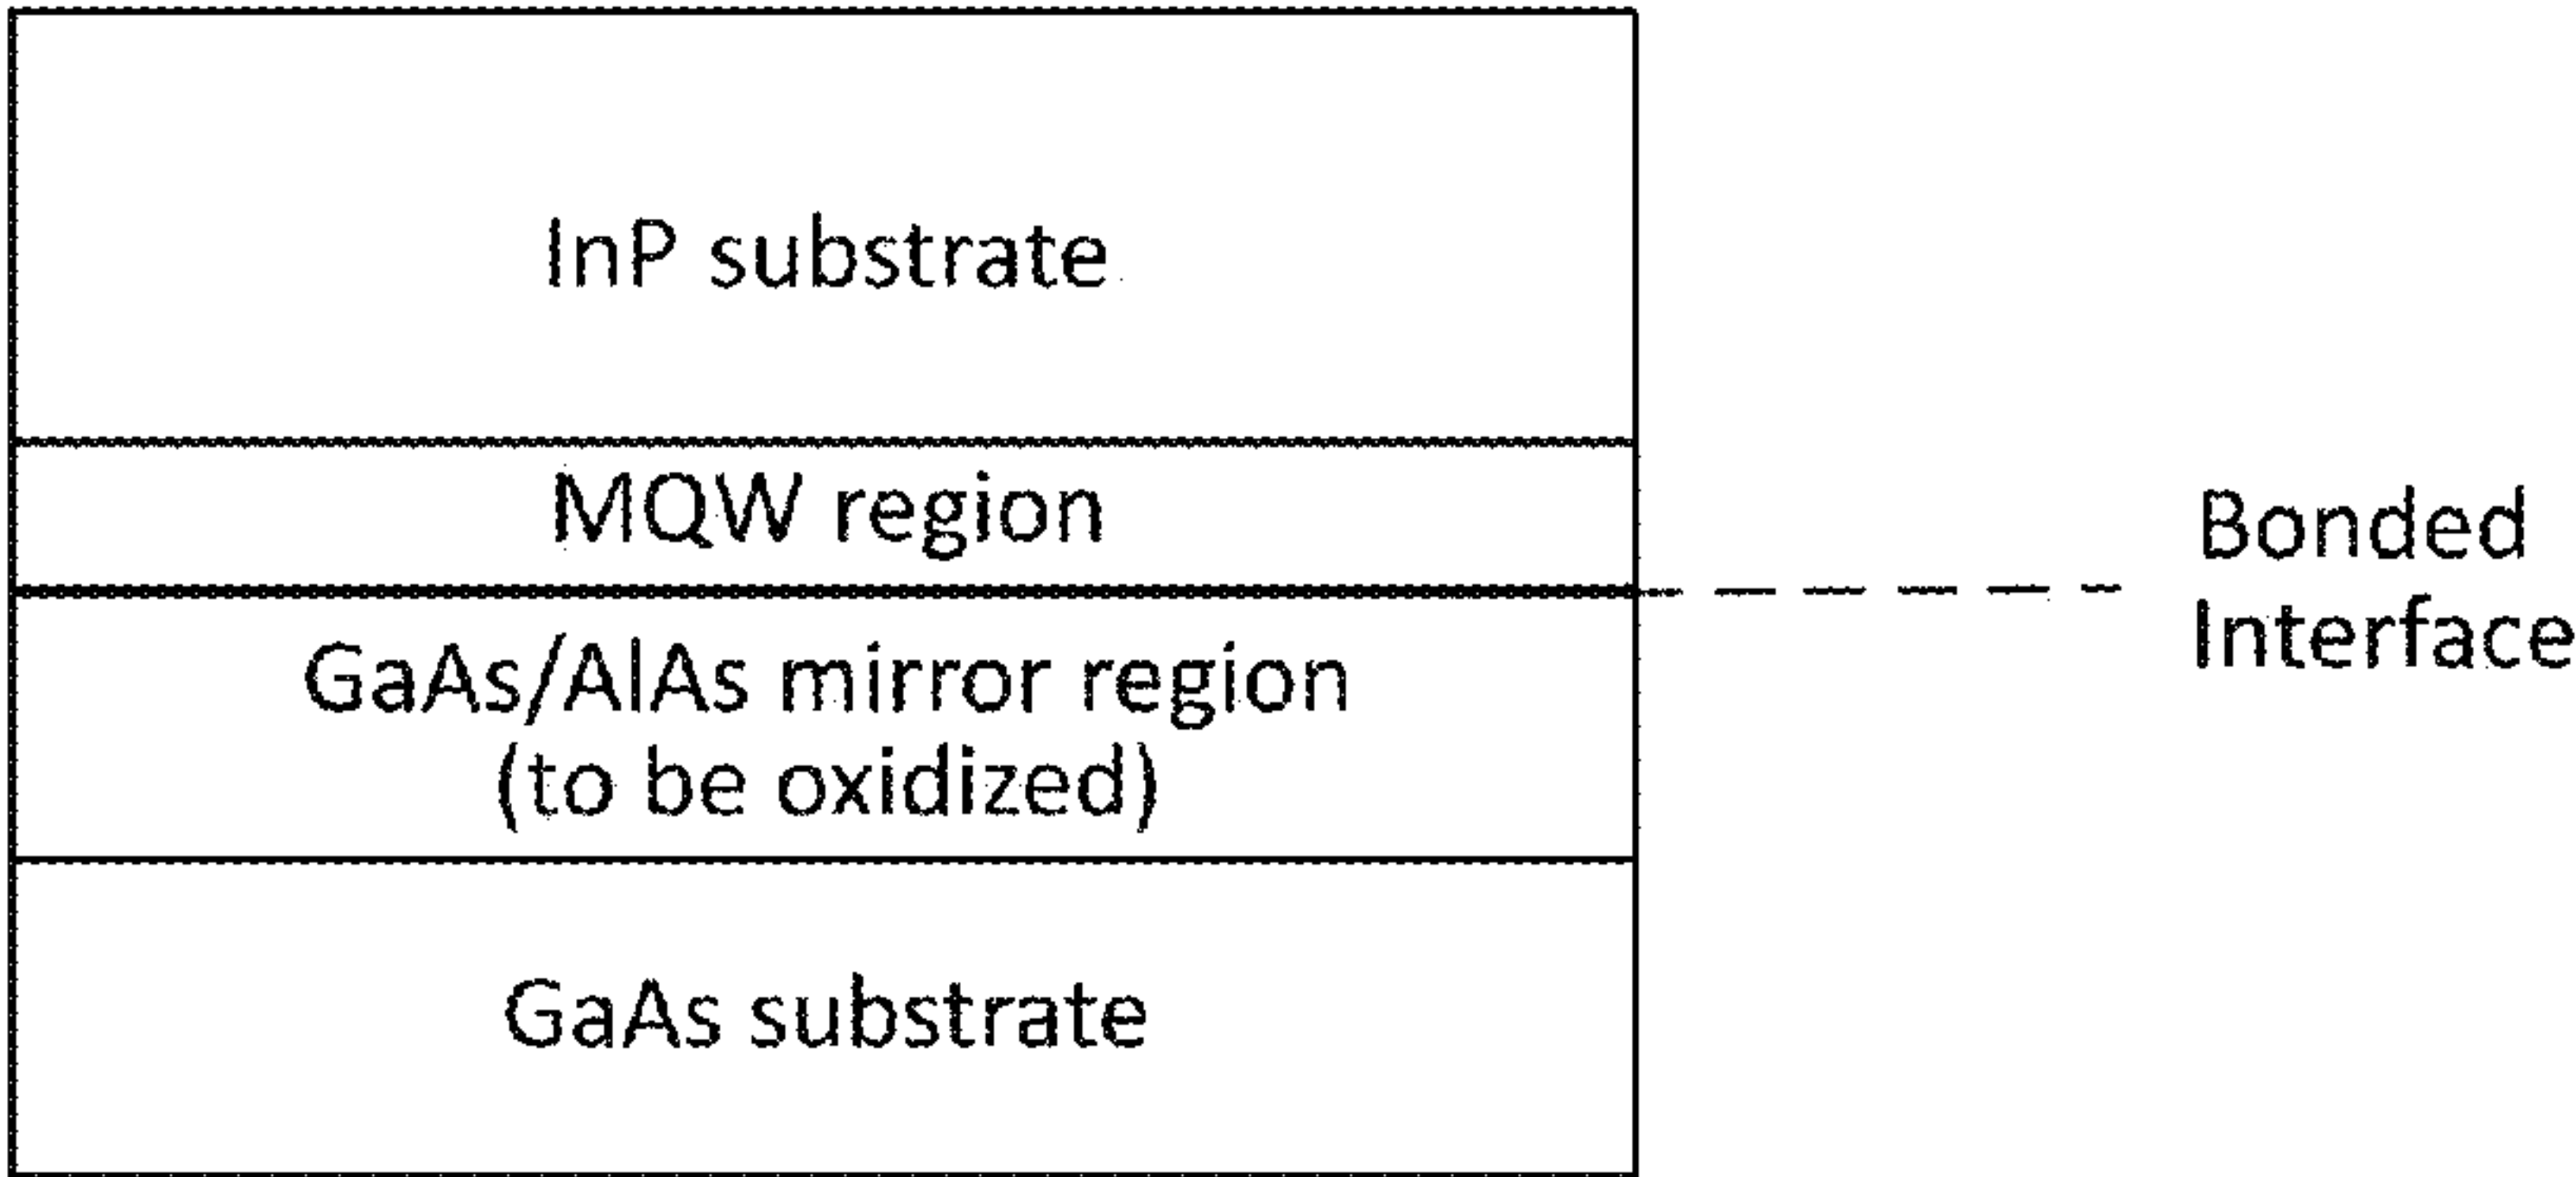 InP substrate
MQW region
Bonded
Interface
GaAs/AlAs mirror region
(to be oxidized)
GaAs substrate